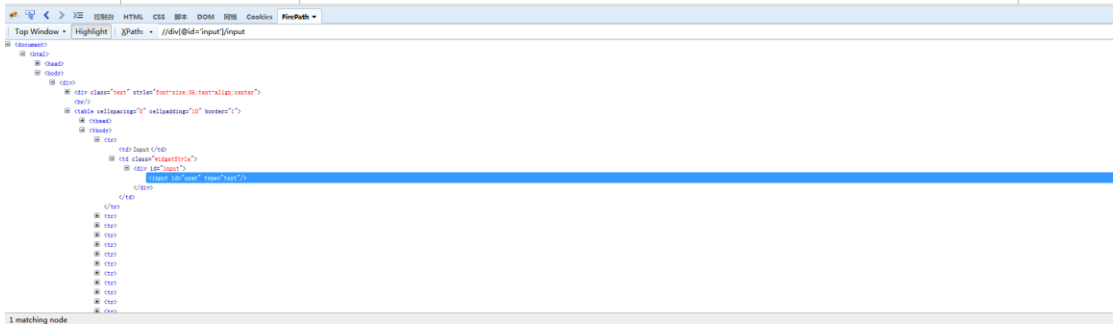 控制台 HTML CSS 脚本 DOM 网络 Cookies FirePath
Top Window Highlight XPath: //div[@id='input']/input
<document>
<html>
<head>
<body>
<div>
<div class="text" style="font-size:36;text-align:center">
<br/>
<table cellspacing="0" cellpadding="10" border="1">
<thead>
<tbody>
<tr>
<td>Input</td>
<td class="widgetStyle">
<div id="input">
<input id="user" type="text"/>
</div>
</td>
</tr>
<tr>
<tr>
<tr>
<tr>
<tr>
<tr>
<tr>
<tr>
<tr>
<tr>
<tr>
1 matching node